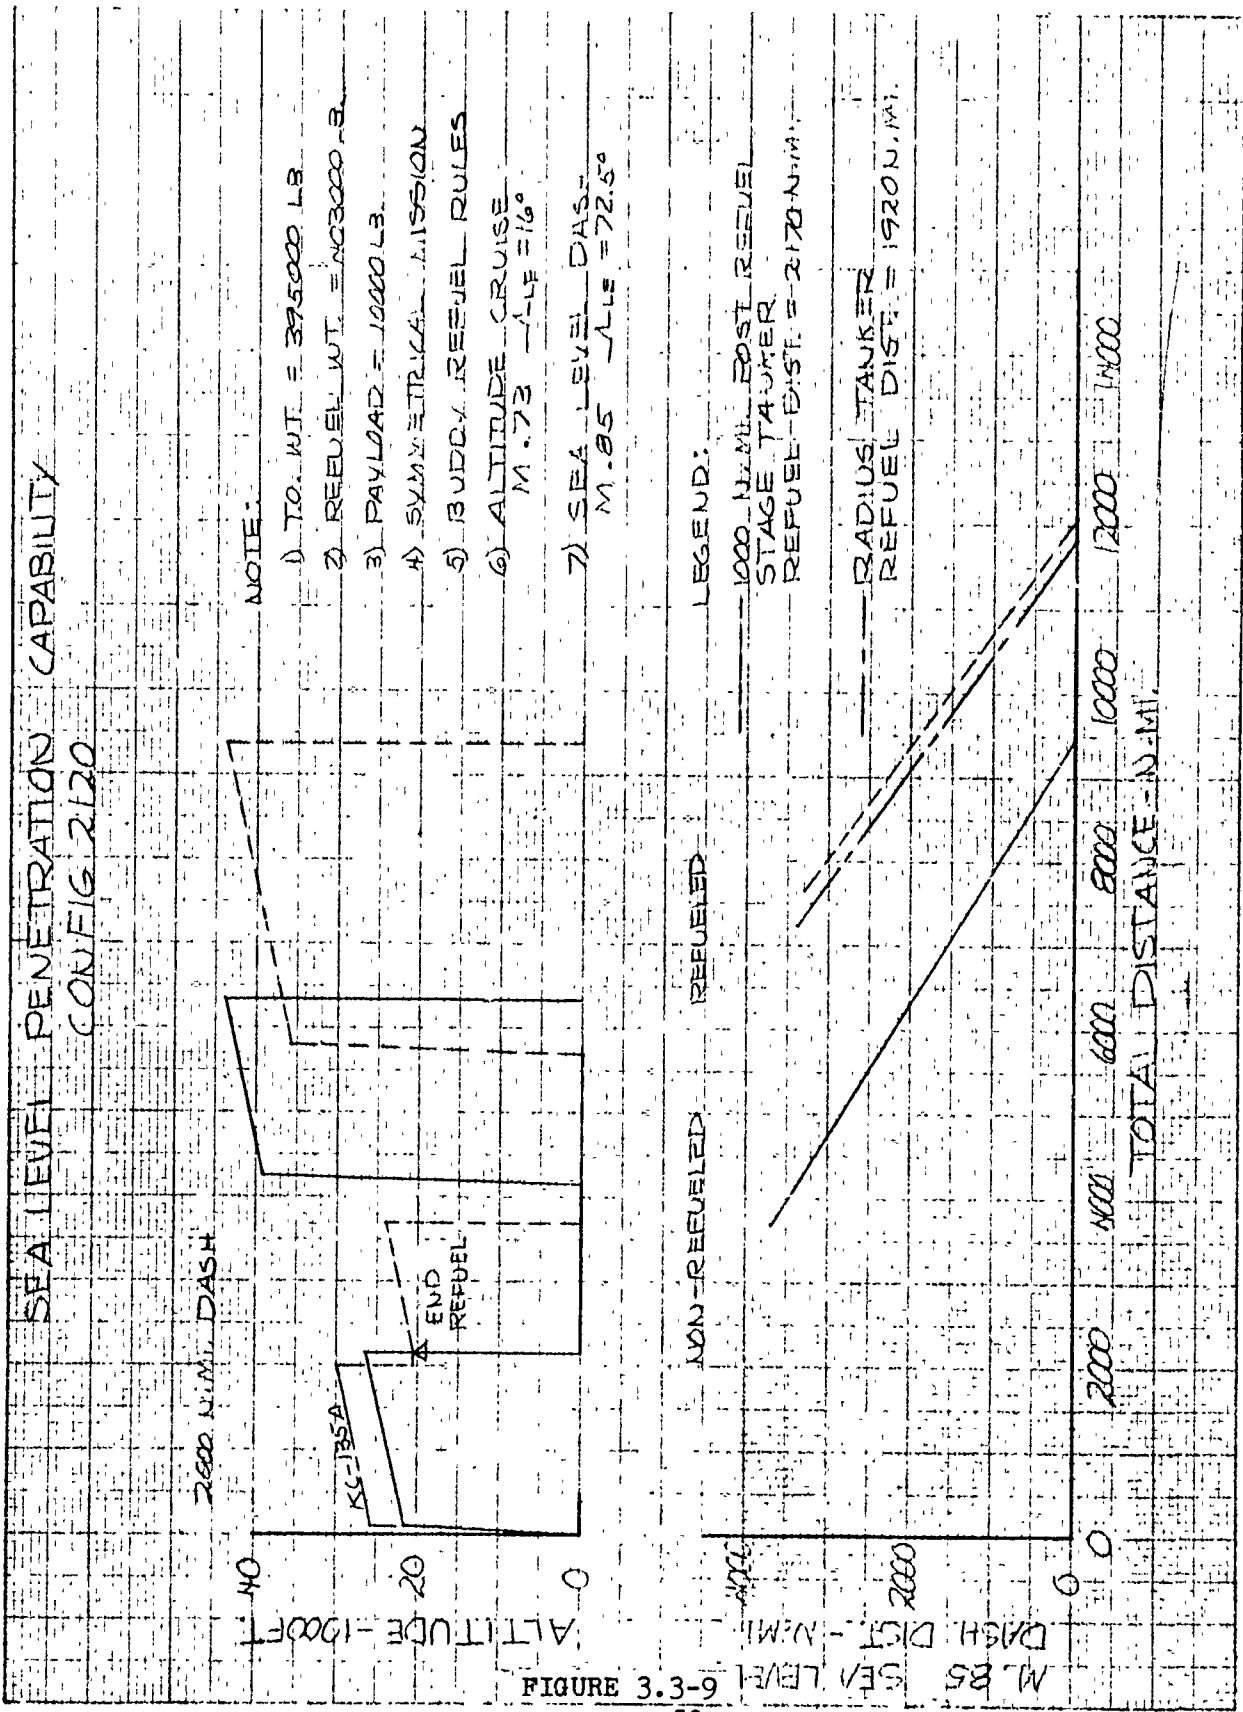 SEA LEVEL PENETRATION CAPABILITY
CONFIG 2120
2000 N.MI. DASH
NOTE:
1) T.O. WT. = 395000 LB
2) REFUEL WT. = 403000 LB
3) PAYLOAD = 10000 LB
4) SYMMETRICAL MISSION
5) BUDDY REFUEL RULES
6) ALTITUDE CRUISE
M .73 ΛLE = 16°
7) SEA LEVEL DASH
M .85 ΛLE = 72.5°
ALTITUDE - 1000FT
40
20
0
KC-135A
END
REFUEL
LEGEND:
1000 N.MI. POST REFUEL
STAGE TANKER
REFUEL DIST. = 2170 N.MI.
RADIUS TANKER
REFUEL DIST. = 1920 N.MI.
NON-REFUELED
REFUELED
M .85 SEA LEVEL
DASH DIST. - N.MI.
4000
2000
0
0
2000
4000
6000
8000
10000
12000
14000
TOTAL DISTANCE - N.MI.
FIGURE 3.3-9